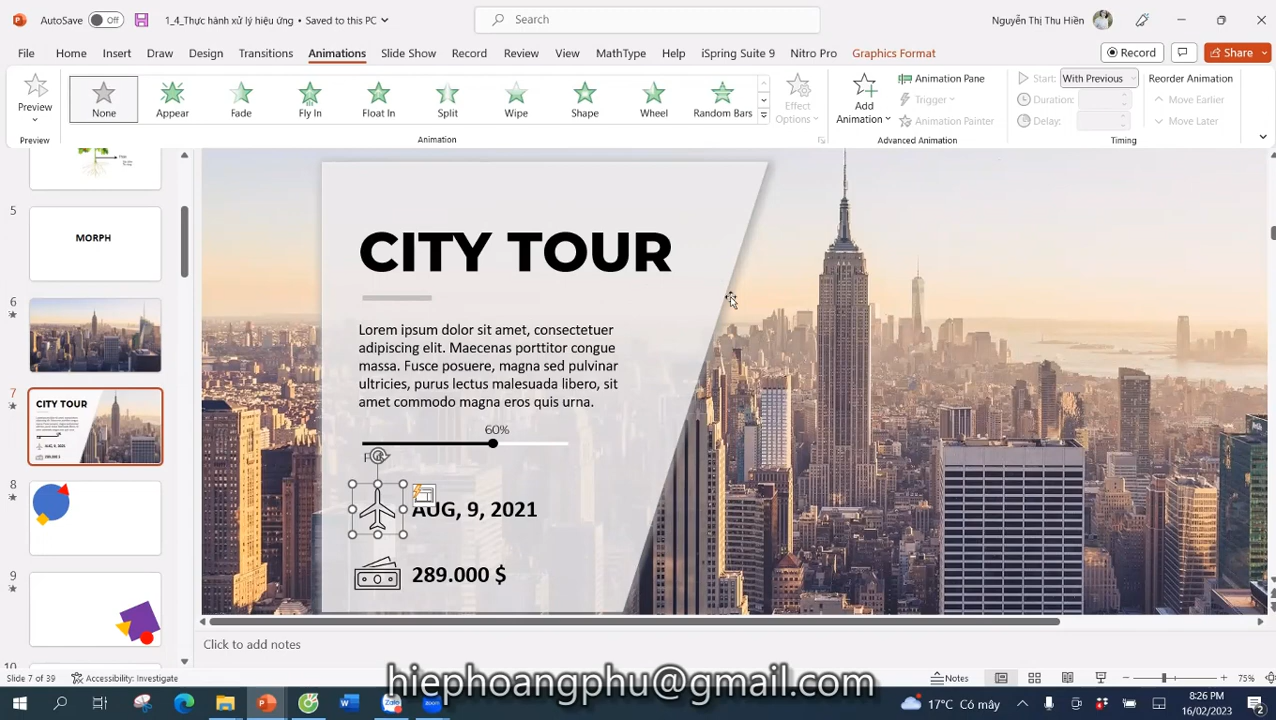 AutoSave Off 1_4_Thực hành xử lý hiệu ứng • Saved to this PC Search Nguyễn Thị Thu Hiền
File Home Insert Draw Design Transitions Animations Slide Show Record Review View MathType Help iSpring Suite 9 Nitro Pro Graphics Format Record Share
Preview None Appear Fade Fly In Float In Split Wipe Shape Wheel Random Bars Effect Options Add Animation
Animation Pane Start: With Previous Reorder Animation
Trigger Duration: Move Earlier
Animation Painter Delay: Move Later
Preview Animation Advanced Animation Timing
5
MORPH
6
7
CITY TOUR
AUG, 9, 2021
289.000 $
8
9
10
CITY TOUR
Lorem ipsum dolor sit amet, consectetuer
adipiscing elit. Maecenas porttitor congue
massa. Fusce posuere, magna sed pulvinar
ultricies, purus lectus malesuada libero, sit
amet commodo magna eros quis urna.
60%
AUG, 9, 2021
289.000 $
Click to add notes
Slide 7 of 39 Accessibility: Investigate Notes 75%
hiephoangphu@gmail.com
17°C Có mây 8:26 PM
16/02/2023
2